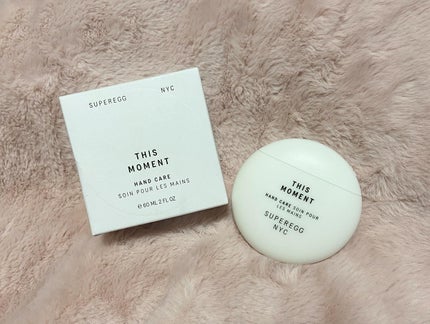 SUPEREGG NYC
THIS
MOMENT
HAND CARE
SOIN POUR LES MAINS
℮ 60 ML 2 FL.OZ
THIS
MOMENT
HAND CARE SOIN POUR
LES MAINS
SUPEREGG
NYC